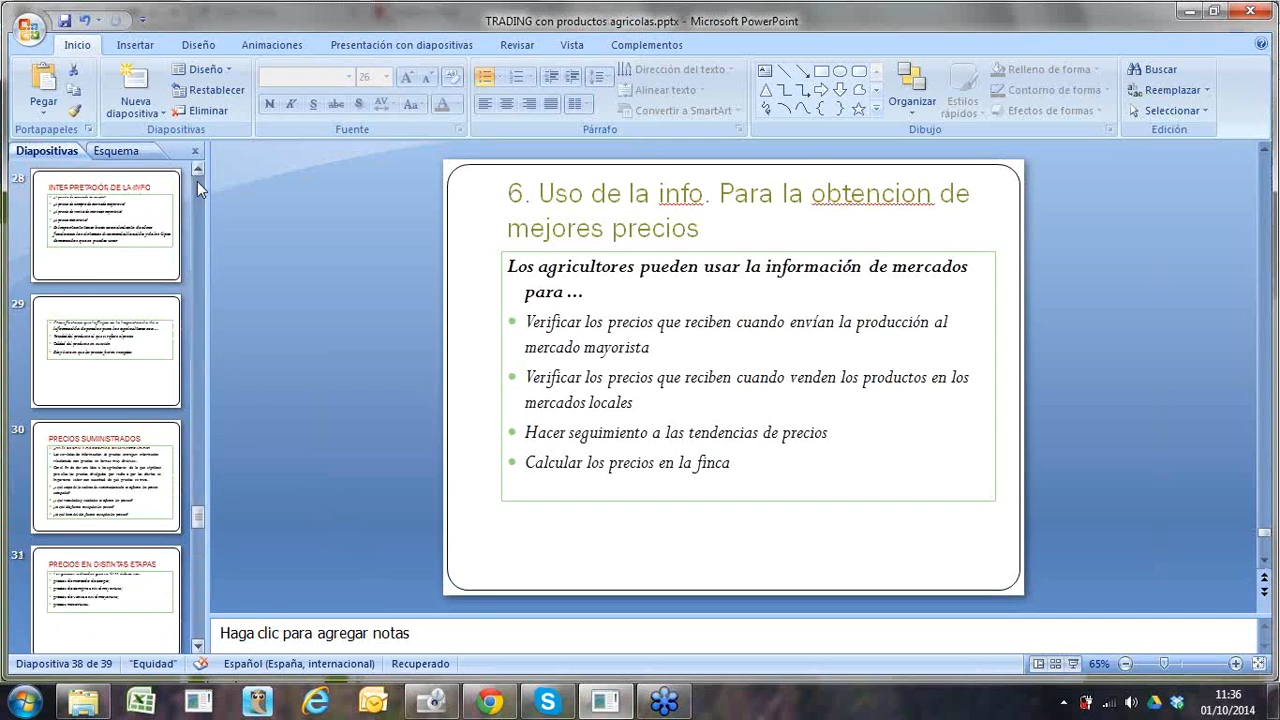 TRADING con productos agricolas.pptx - Microsoft PowerPoint
Inicio Insertar Diseño Animaciones Presentación con diapositivas Revisar Vista Complementos
Pegar
Portapapeles
Nueva
diapositiva
Diseño
Restablecer
Eliminar
Diapositivas
26
N K S abc AV Aa A
Fuente
Dirección del texto
Alinear texto
Convertir a SmartArt
Párrafo
Organizar
Estilos
rápidos
Relleno de forma
Contorno de forma
Efectos de formas
Dibujo
Buscar
Reemplazar
Seleccionar
Edición
Diapositivas Esquema
28
INTERPRETACIÓN DE LA INFO
29
30
PRECIOS SUMINISTRADOS
31
PRECIOS EN DISTINTAS ETAPAS
6. Uso de la info. Para la obtencion de
mejores precios
Los agricultores pueden usar la información de mercados
para ...
Verificar los precios que reciben cuando envían la producción al
mercado mayorista
Verificar los precios que reciben cuando venden los productos en los
mercados locales
Hacer seguimiento a las tendencias de precios
Calcular los precios en la finca
Haga clic para agregar notas
Diapositiva 38 de 39 "Equidad" Español (España, internacional) Recuperado 65%
11:36
01/10/2014